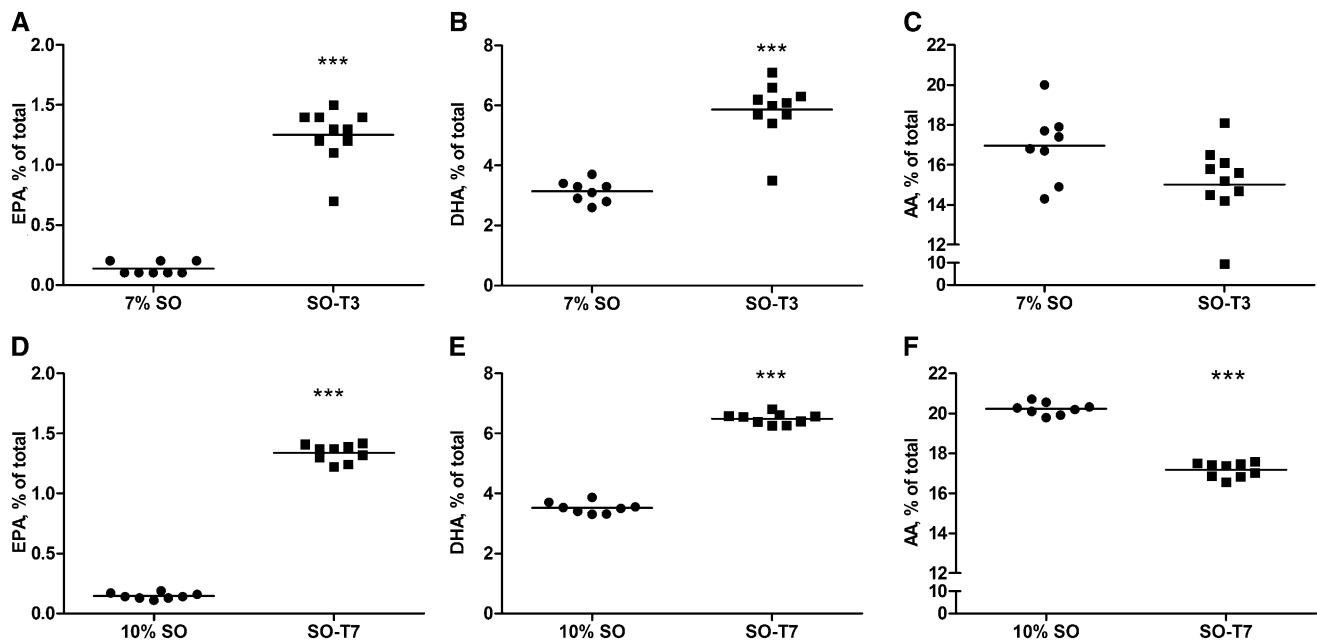 A
EPA, % of total
2.0
1.5
1.0
0.5
0.0
***
7% SO
SO-T3
B
DHA, % of total
8
6
4
2
0
***
7% SO
SO-T3
C
AA, % of total
22
20
18
16
14
12
10
0
7% SO
SO-T3
D
EPA, % of total
2.0
1.5
1.0
0.5
0.0
***
10% SO
SO-T7
E
DHA, % of total
8
6
4
2
0
***
10% SO
SO-T7
F
AA, % of total
22
20
18
16
14
12
10
0
***
10% SO
SO-T7